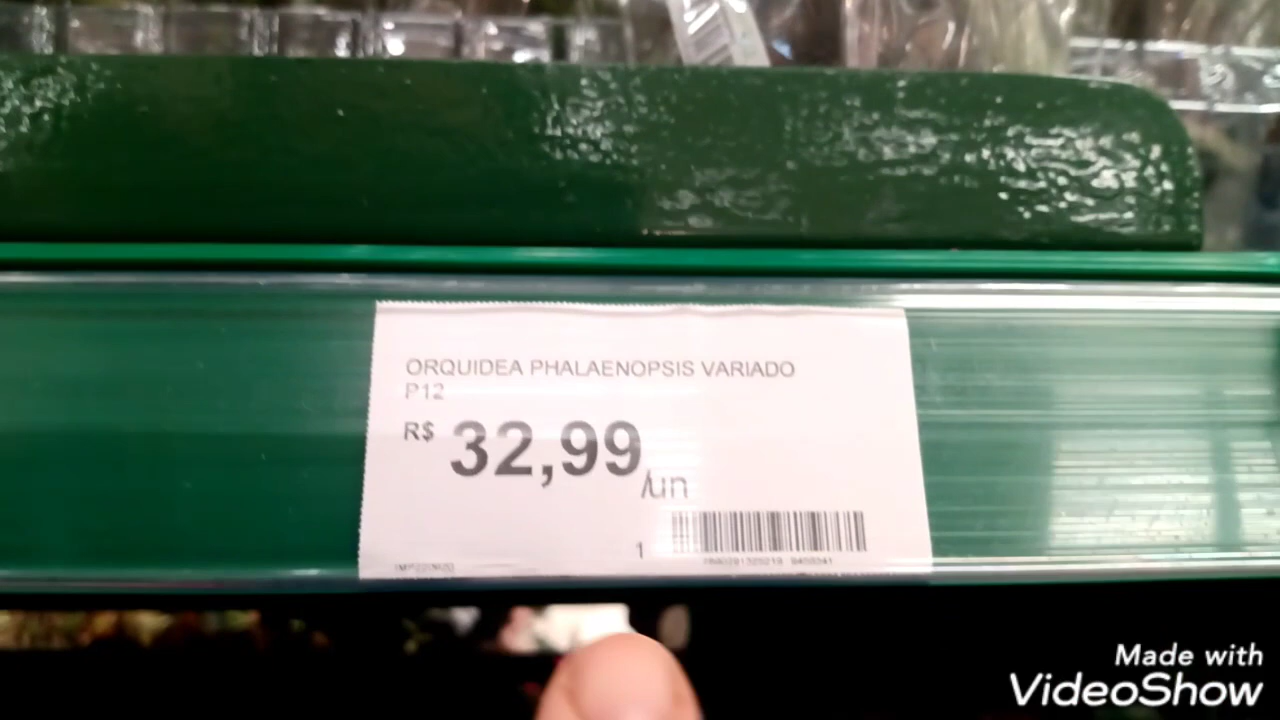 ORQUIDEA PHALAENOPSIS VARIADO
P12
R$ 32,99 /un
1
Made with
VideoShow